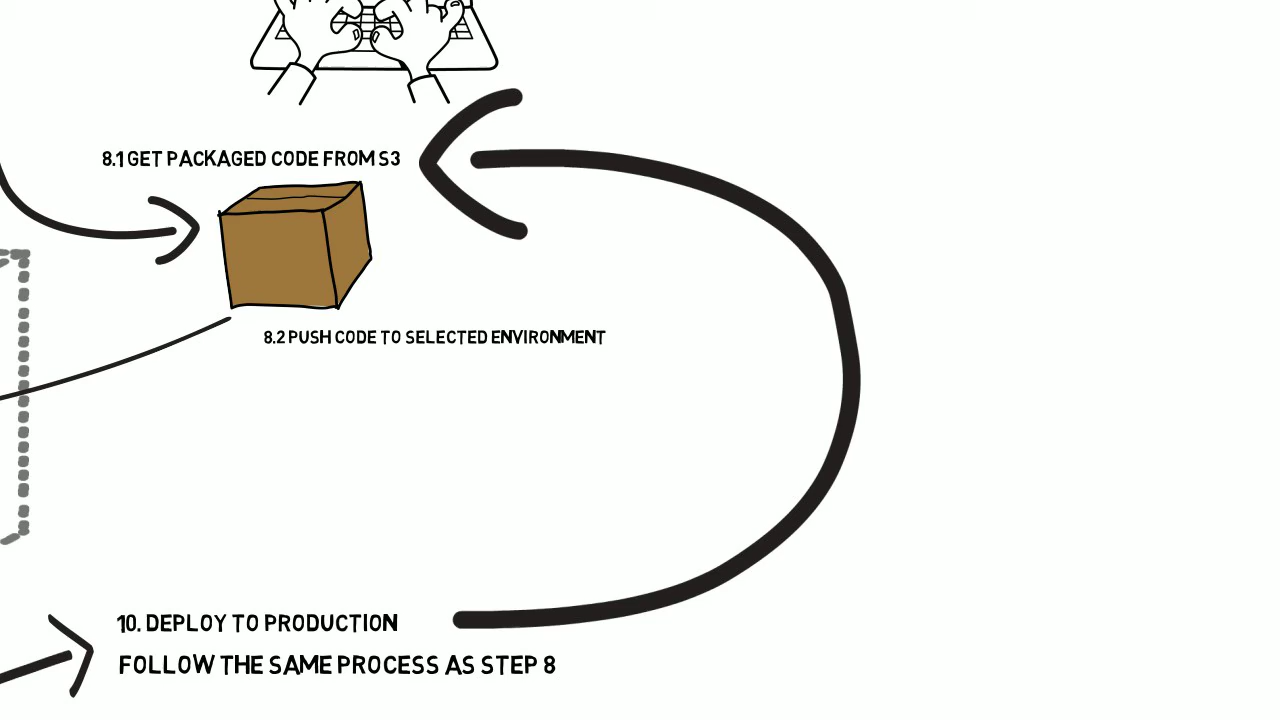 8.1 GET PACKAGED CODE FROM S3
8.2 PUSH CODE TO SELECTED ENVIRONMENT
10. DEPLOY TO PRODUCTION
FOLLOW THE SAME PROCESS AS STEP 8